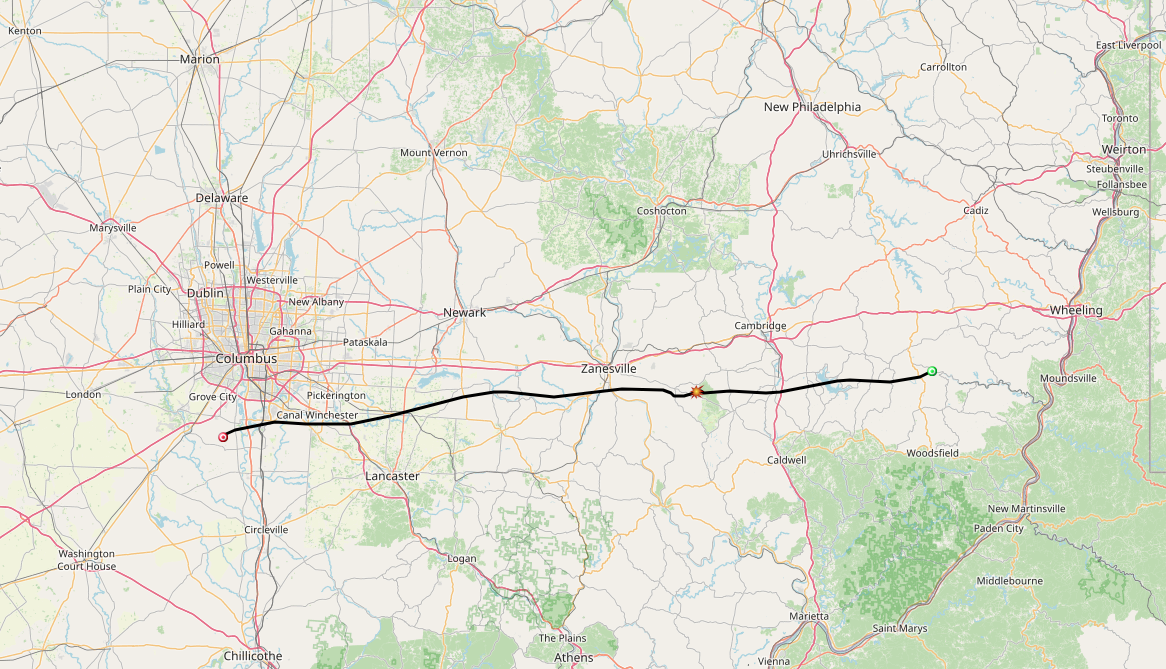 Kenton
East Liverpool
Marion
Carrollton
New Philadelphia
Toronto
Mount Vernon
Uhrichsville
Weirton
Steubenville
Follansbee
Delaware
Coshocton
Cadiz
Wellsburg
Marysville
Powell
Westerville
Plain City
Dublin
New Albany
Newark
Wheeling
Hilliard
Gahanna
Cambridge
Pataskala
Columbus
Zanesville
Moundsville
London
Grove City
Pickerington
Canal Winchester
Caldwell
Woodsfield
Lancaster
New Martinsville
Circleville
Paden City
Washington
Court House
Logan
Middlebourne
Marietta
Saint Marys
The Plains
Chillicothe
Athens
Vienna